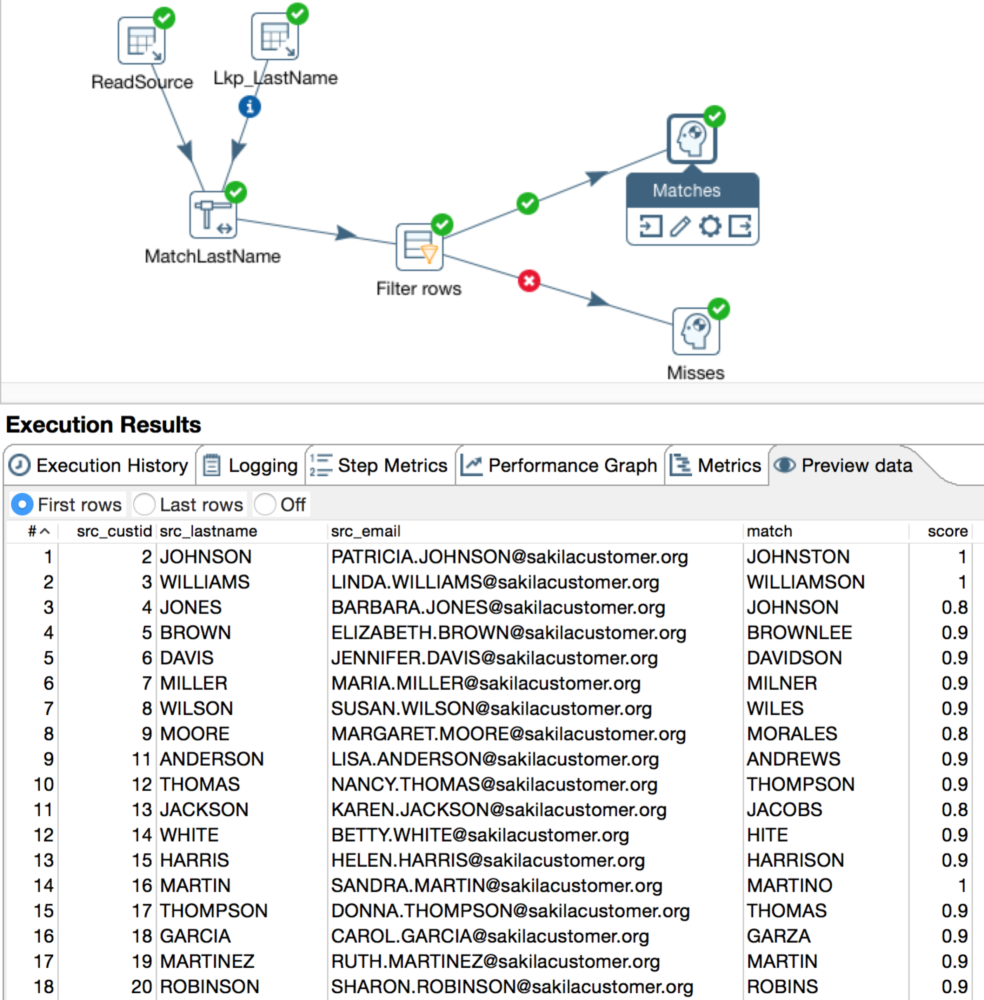 ReadSource
Lkp_LastName
MatchLastName
Filter rows
Matches
Misses
Execution Results
Execution History Logging Step Metrics Performance Graph Metrics Preview data
First rows Last rows Off
# src_custid src_lastname src_email match score
1 2 JOHNSON PATRICIA.JOHNSON@sakilacustomer.org JOHNSTON 1
2 3 WILLIAMS LINDA.WILLIAMS@sakilacustomer.org WILLIAMSON 1
3 4 JONES BARBARA.JONES@sakilacustomer.org JOHNSON 0.8
4 5 BROWN ELIZABETH.BROWN@sakilacustomer.org BROWNLEE 0.9
5 6 DAVIS JENNIFER.DAVIS@sakilacustomer.org DAVIDSON 0.9
6 7 MILLER MARIA.MILLER@sakilacustomer.org MILNER 0.9
7 8 WILSON SUSAN.WILSON@sakilacustomer.org WILES 0.9
8 9 MOORE MARGARET.MOORE@sakilacustomer.org MORALES 0.8
9 11 ANDERSON LISA.ANDERSON@sakilacustomer.org ANDREWS 0.9
10 12 THOMAS NANCY.THOMAS@sakilacustomer.org THOMPSON 0.9
11 13 JACKSON KAREN.JACKSON@sakilacustomer.org JACOBS 0.8
12 14 WHITE BETTY.WHITE@sakilacustomer.org HITE 0.9
13 15 HARRIS HELEN.HARRIS@sakilacustomer.org HARRISON 0.9
14 16 MARTIN SANDRA.MARTIN@sakilacustomer.org MARTINO 1
15 17 THOMPSON DONNA.THOMPSON@sakilacustomer.org THOMAS 0.9
16 18 GARCIA CAROL.GARCIA@sakilacustomer.org GARZA 0.9
17 19 MARTINEZ RUTH.MARTINEZ@sakilacustomer.org MARTIN 0.9
18 20 ROBINSON SHARON.ROBINSON@sakilacustomer.org ROBINS 0.9